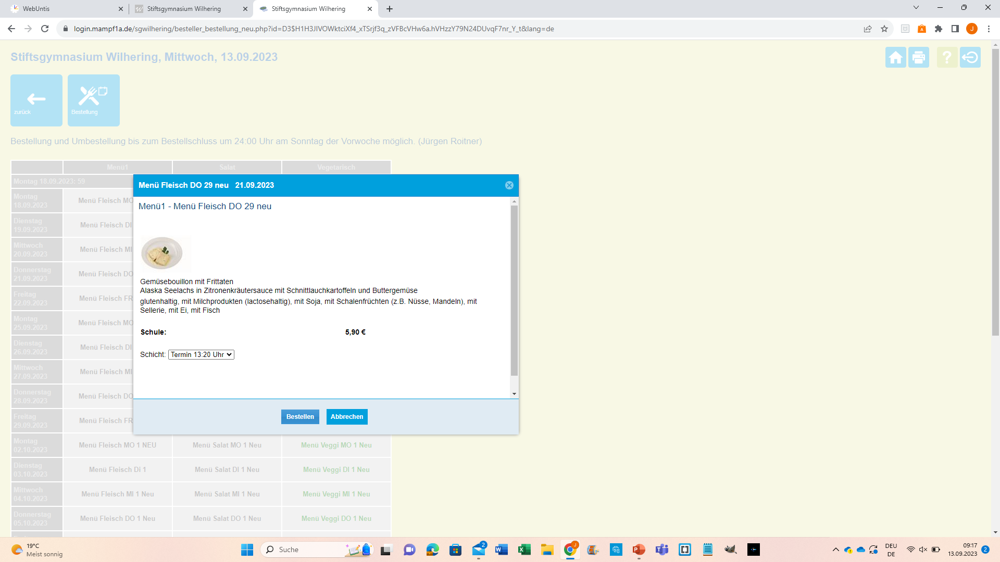 WebUntis
Stiftsgymnasium Wilhering
Stiftsgymnasium Wilhering
login.mampf1a.de/sgwilhering/besteller_bestellung_neu.php?id=D3$H1H3JIVOWktciXf4_xTSrjf3q_zVFBcVHw6a.hVHzzY79N24DUvqF7nr_Y_t&lang=de
J
Stiftsgymnasium Wilhering, Mittwoch, 13.09.2023
?
zurück
Bestellung
Bestellung und Umbestellung bis zum Bestellschluss um 24:00 Uhr am Sonntag der Vorwoche möglich. (Jürgen Roitner)
Menü1 Salat Vegetarisch
Montag 18.09.2023: 59
Montag
18.09.2023
Menü Fleisch MO
Dienstag
19.09.2023
Menü Fleisch DI
Mittwoch
20.09.2023
Menü Fleisch MI
Donnerstag
21.09.2023
Menü Fleisch DO
Freitag
22.09.2023
Menü Fleisch FR
Montag
25.09.2023
Menü Fleisch MO
Dienstag
26.09.2023
Menü Fleisch DI
Mittwoch
27.09.2023
Menü Fleisch MI
Donnerstag
28.09.2023
Menü Fleisch DO
Freitag
29.09.2023
Menü Fleisch FR
Menü Fleisch DO 29 neu 21.09.2023
Menü1 - Menü Fleisch DO 29 neu
Gemüsebouillon mit Frittaten
Alaska Seelachs in Zitronenkräutersauce mit Schnittlauchkartoffeln und Buttergemüse
glutenhaltig, mit Milchprodukten (lactosehaltig), mit Soja, mit Schalenfrüchten (z.B. Nüsse, Mandeln), mit
Sellerie, mit Ei, mit Fisch
Schule: 5,90 €
Schicht: Termin 13:20 Uhr
Bestellen Abbrechen
Montag
02.10.2023
Menü Fleisch MO 1 NEU Menü Salat MO 1 Neu Menü Veggi MO 1 Neu
Dienstag
03.10.2023
Menü Fleisch Di 1 Menü Salat DI 1 Neu Menü Veggi DI 1 Neu
Mittwoch
04.10.2023
Menü Fleisch MI 1 Neu Menü Salat MI 1 Neu Menü Veggi MI 1 Neu
Donnerstag
05.10.2023
Menü Fleisch DO 1 Neu Menü Salat DO 1 Neu Menü Veggi DO 1 Neu
19°C
Meist sonnig
Suche
2
J
DEU
DE
09:17
13.09.2023
2